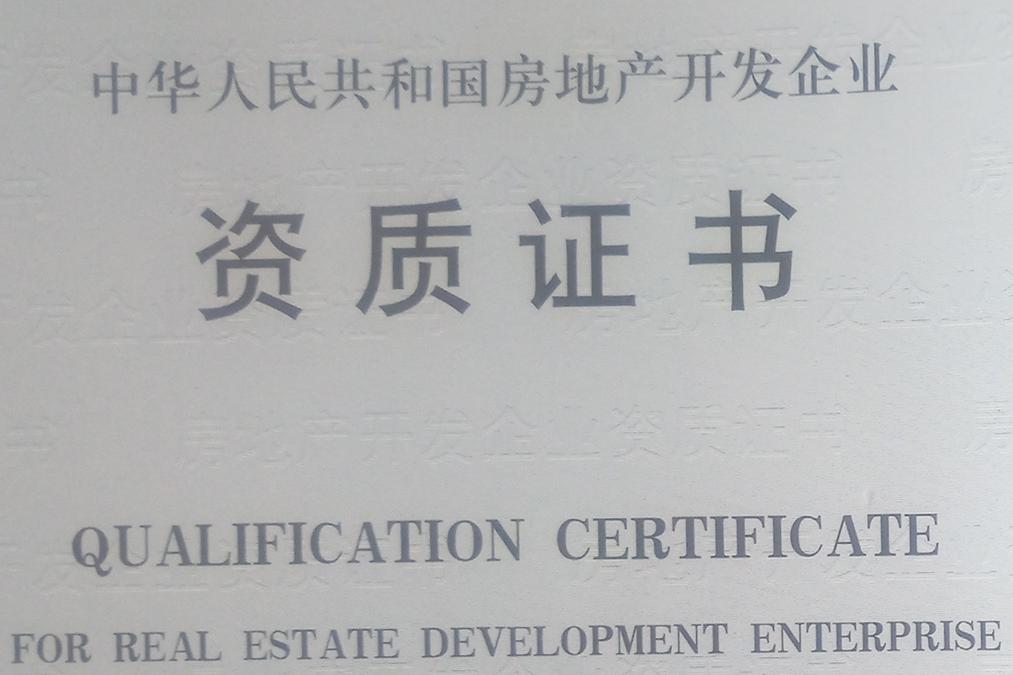 中华人民共和国房地产开发企业
资质证书
QUALIFICATION CERTIFICATE
FOR REAL ESTATE DEVELOPMENT ENTERPRISE